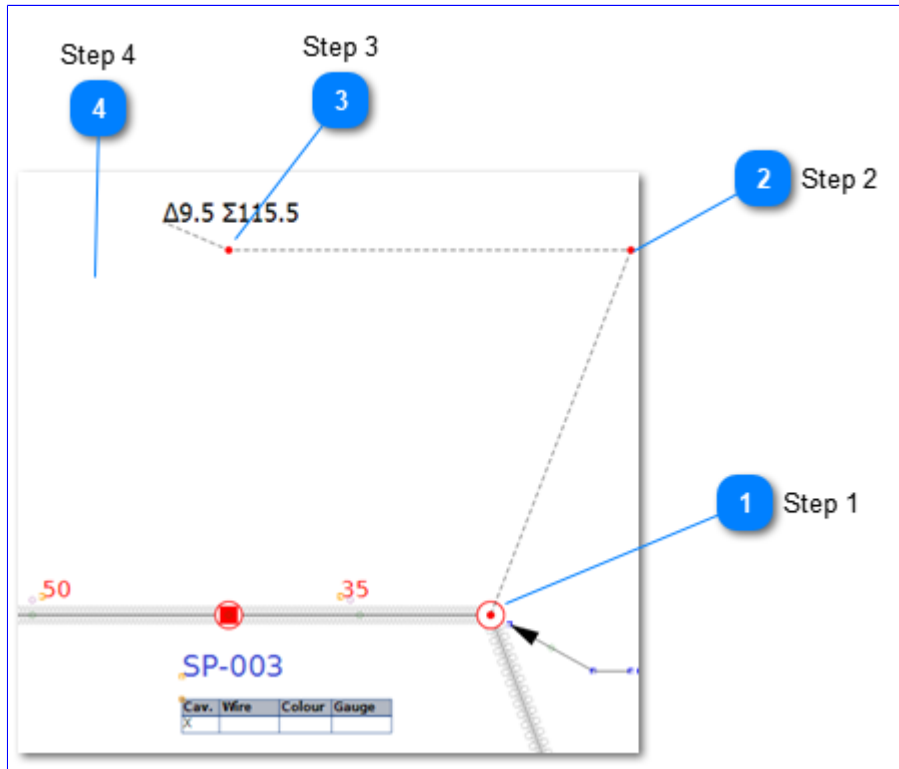 Step 4
Step 3
4
3
2
Step 2
Δ9.5 Σ115.5
1
Step 1
50
35
SP-003
Cav. Wire Colour Gauge
X